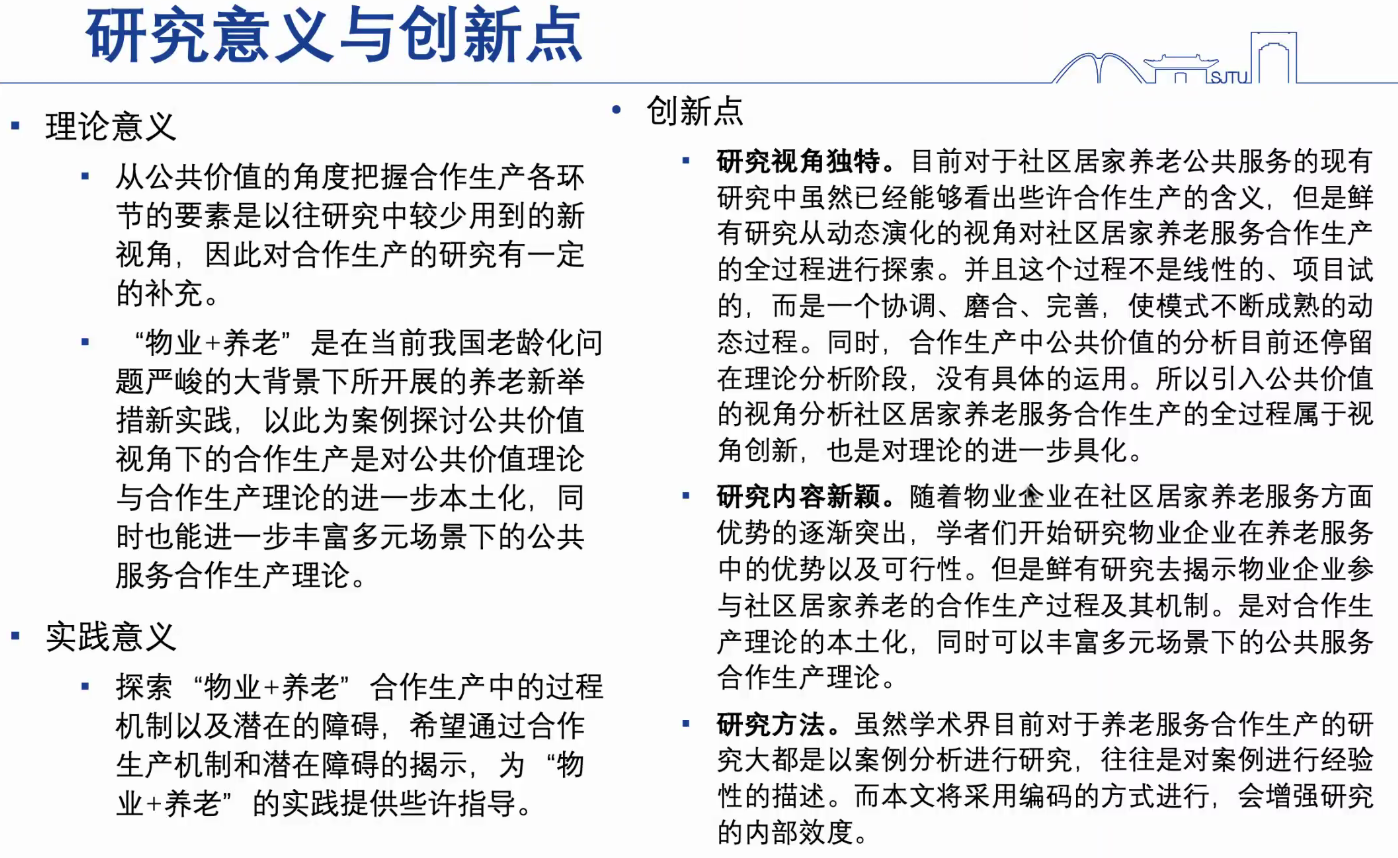 研究意义与创新点
SJTU
理论意义
从公共价值的角度把握合作生产各环
节的要素是以往研究中较少用到的新
视角，因此对合作生产的研究有一定
的补充。
“物业+养老”是在当前我国老龄化问
题严峻的大背景下所开展的养老新举
措新实践，以此为案例探讨公共价值
视角下的合作生产是对公共价值理论
与合作生产理论的进一步本土化，同
时也能进一步丰富多元场景下的公共
服务合作生产理论。
实践意义
探索“物业+养老”合作生产中的过程
机制以及潜在的障碍，希望通过合作
生产机制和潜在障碍的揭示，为“物
业+养老”的实践提供些许指导。
创新点
研究视角独特。目前对于社区居家养老公共服务的现有
研究中虽然已经能够看出些许合作生产的含义，但是鲜
有研究从动态演化的视角对社区居家养老服务合作生产
的全过程进行探索。并且这个过程不是线性的、项目试
的，而是一个协调、磨合、完善，使模式不断成熟的动
态过程。同时，合作生产中公共价值的分析目前还停留
在理论分析阶段，没有具体的运用。所以引入公共价值
的视角分析社区居家养老服务合作生产的全过程属于视
角创新，也是对理论的进一步具化。
研究内容新颖。随着物业企业在社区居家养老服务方面
优势的逐渐突出，学者们开始研究物业企业在养老服务
中的优势以及可行性。但是鲜有研究去揭示物业企业参
与社区居家养老的合作生产过程及其机制。是对合作生
产理论的本土化，同时可以丰富多元场景下的公共服务
合作生产理论。
研究方法。虽然学术界目前对于养老服务合作生产的研
究大都是以案例分析进行研究，往往是对案例进行经验
性的描述。而本文将采用编码的方式进行，会增强研究
的内部效度。